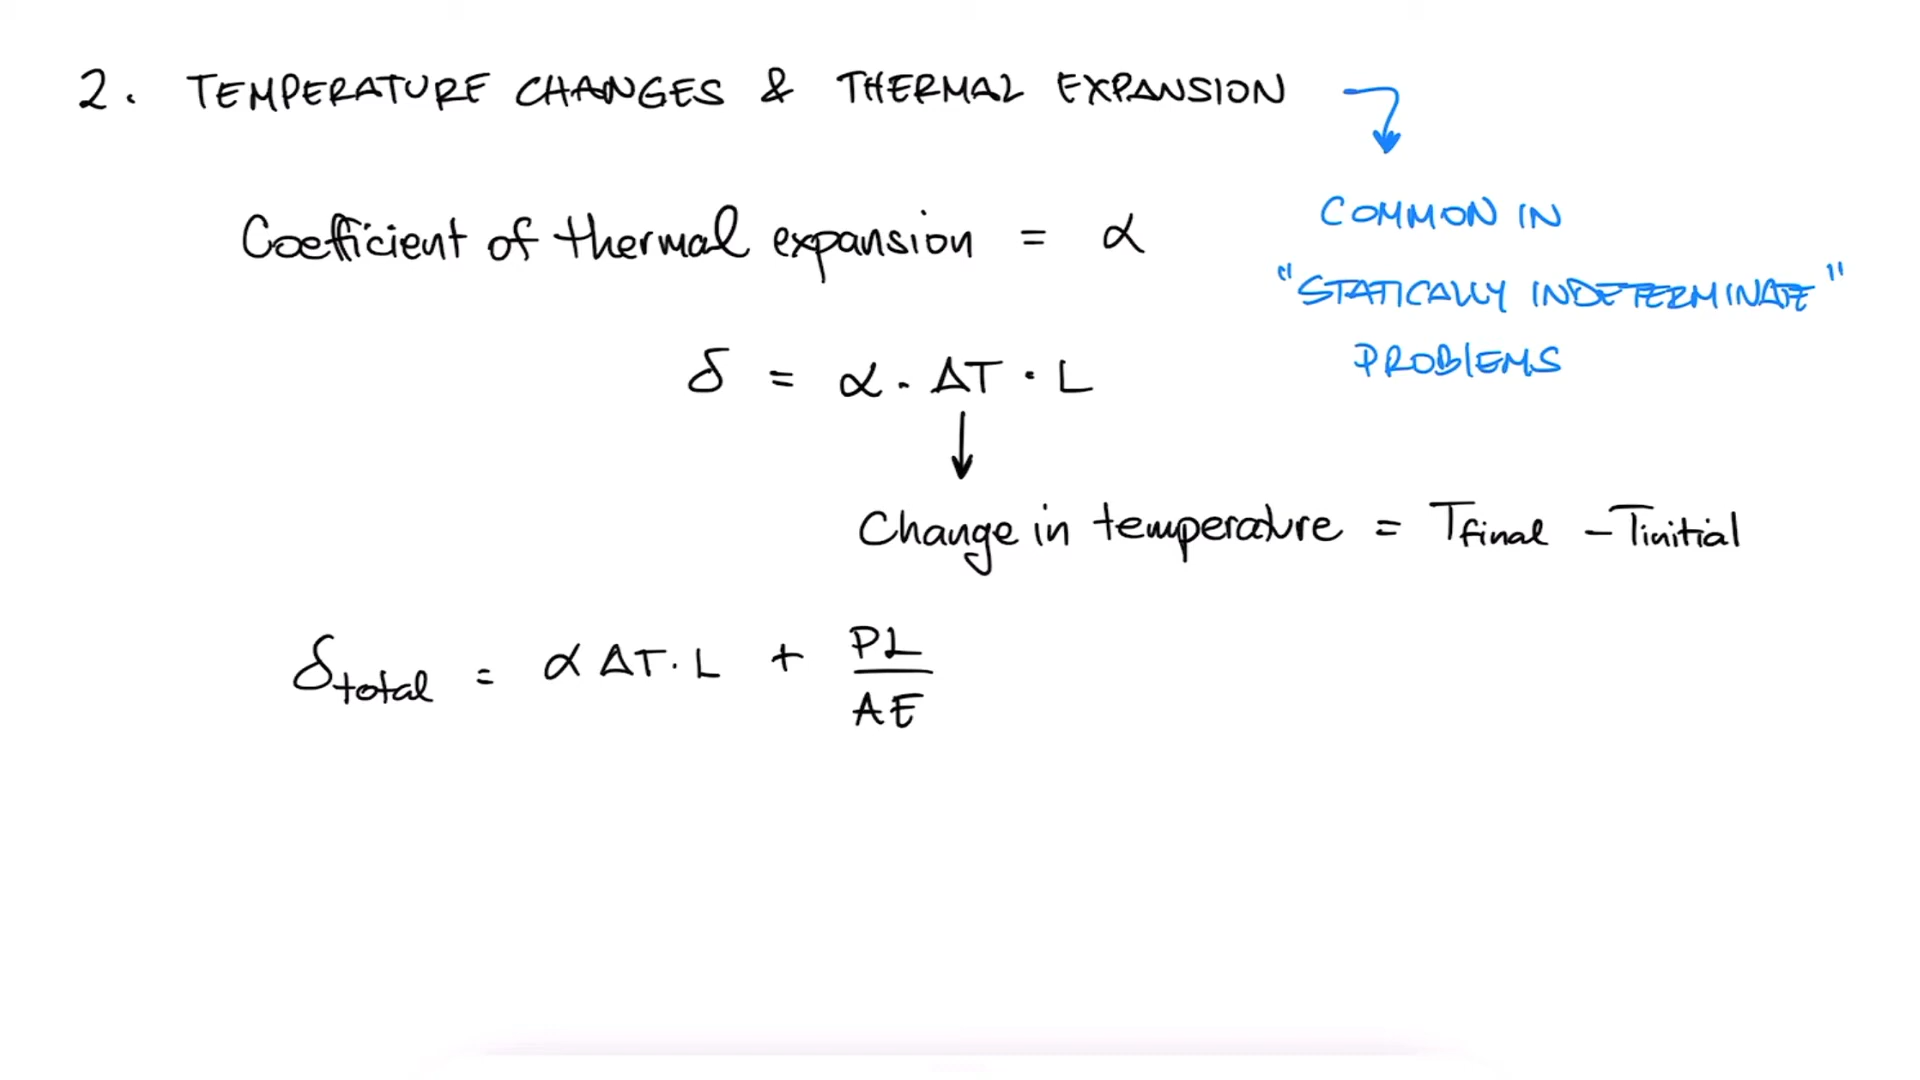 2. TEMPERATURE CHANGES & THERMAL EXPANSION
COMMON IN
"STATICALLY INDETERMINATE"
PROBLEMS
Coefficient of thermal expansion = α
δ = α · ΔT · L
Change in temperature = Tfinal - Tinitial
δtotal = α ΔT · L + PL
AE